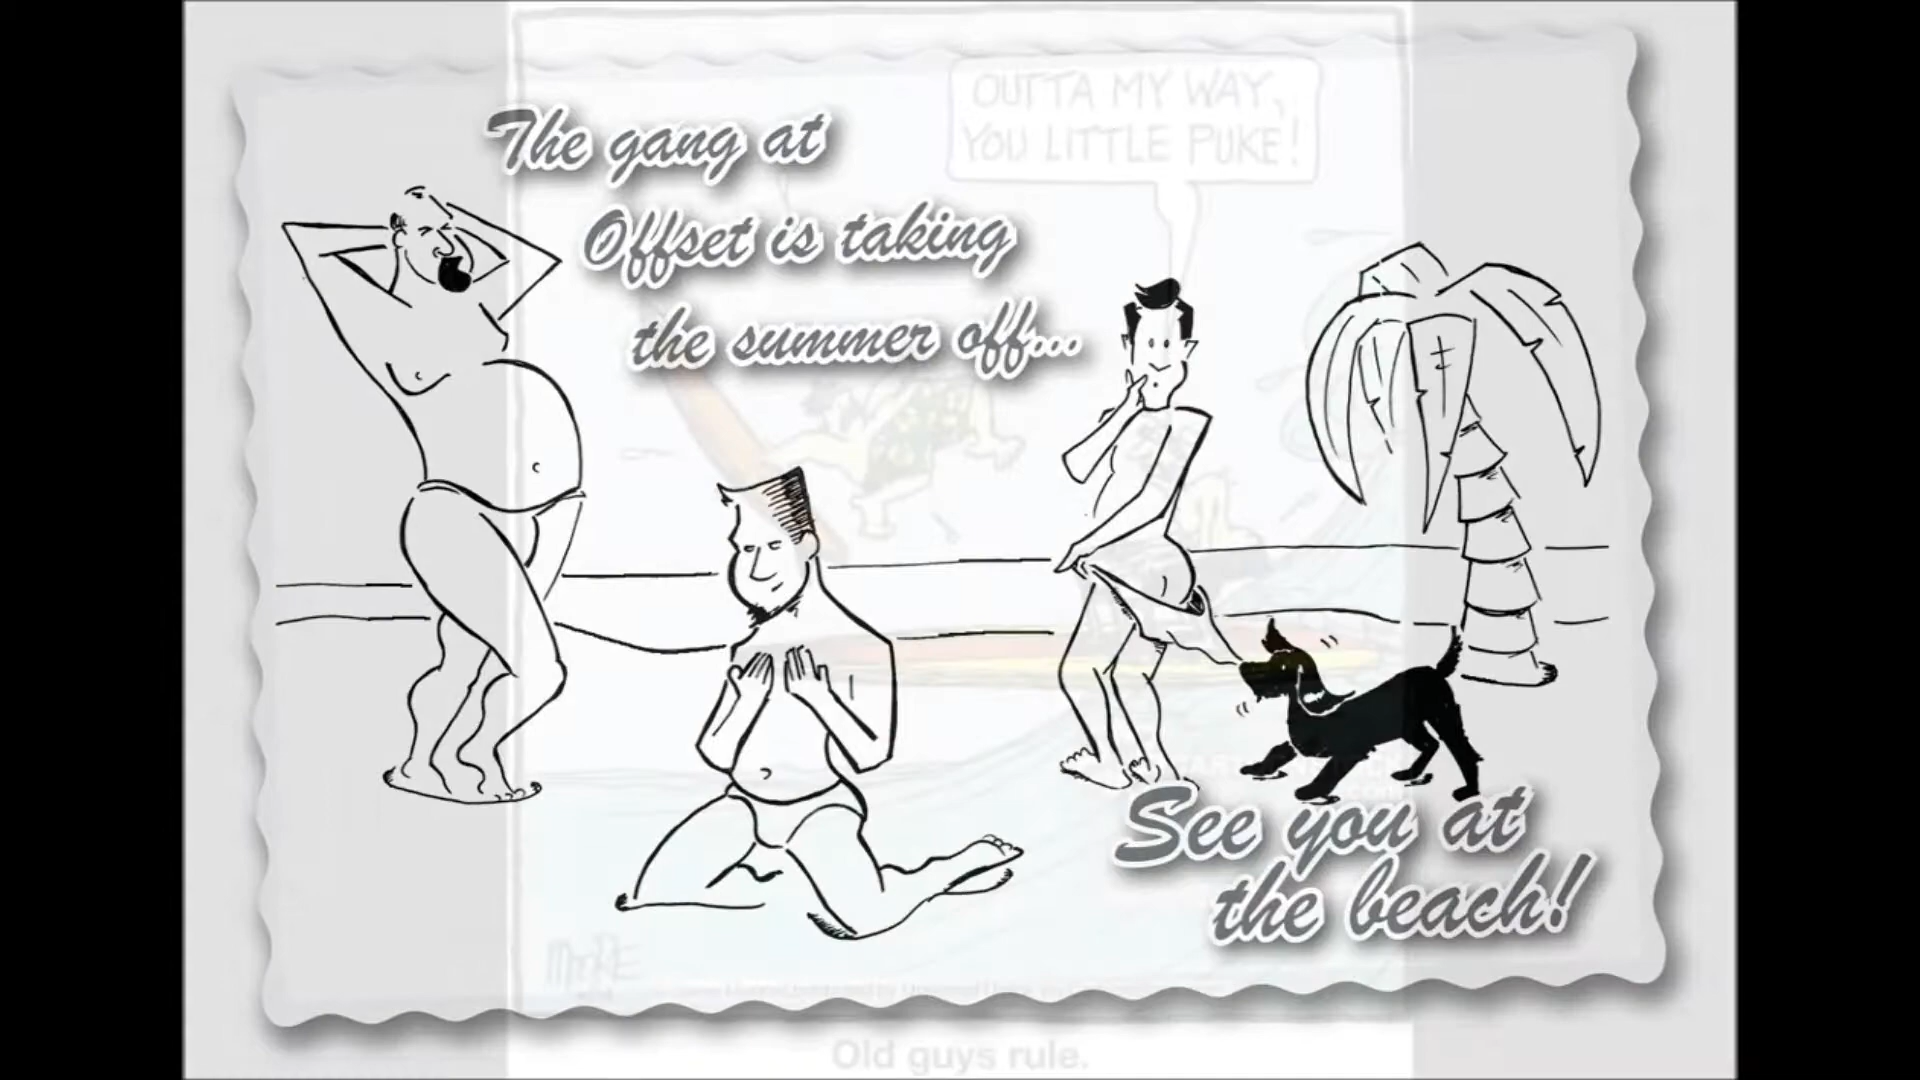 The gang at
Offset is taking
the summer off...
OUTTA MY WAY,
YOU LITTLE PUKE!
See you at
the beach!
Old guys rule.